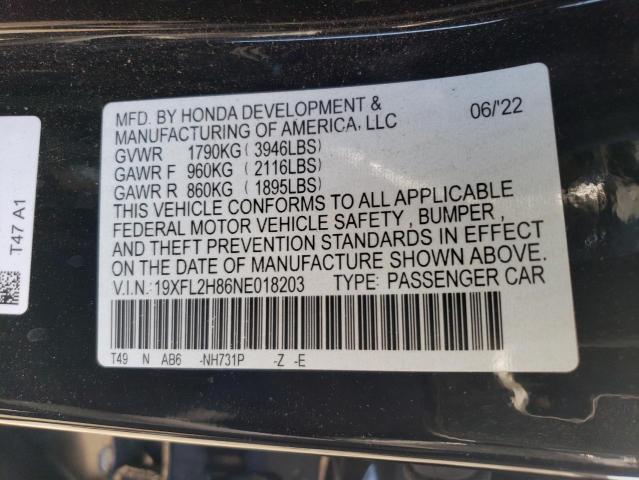 MFD. BY HONDA DEVELOPMENT & 06/'22
MANUFACTURING OF AMERICA, LLC
GVWR 1790KG ( 3946LBS)
GAWR F 960KG ( 2116LBS)
GAWR R 860KG ( 1895LBS)
THIS VEHICLE CONFORMS TO ALL APPLICABLE
FEDERAL MOTOR VEHICLE SAFETY , BUMPER ,
AND THEFT PREVENTION STANDARDS IN EFFECT
ON THE DATE OF MANUFACTURE SHOWN ABOVE.
V.I.N.: 19XFL2H86NE018203 TYPE: PASSENGER CAR
T49 N AB6 -NH731P -Z -E
T47 A1